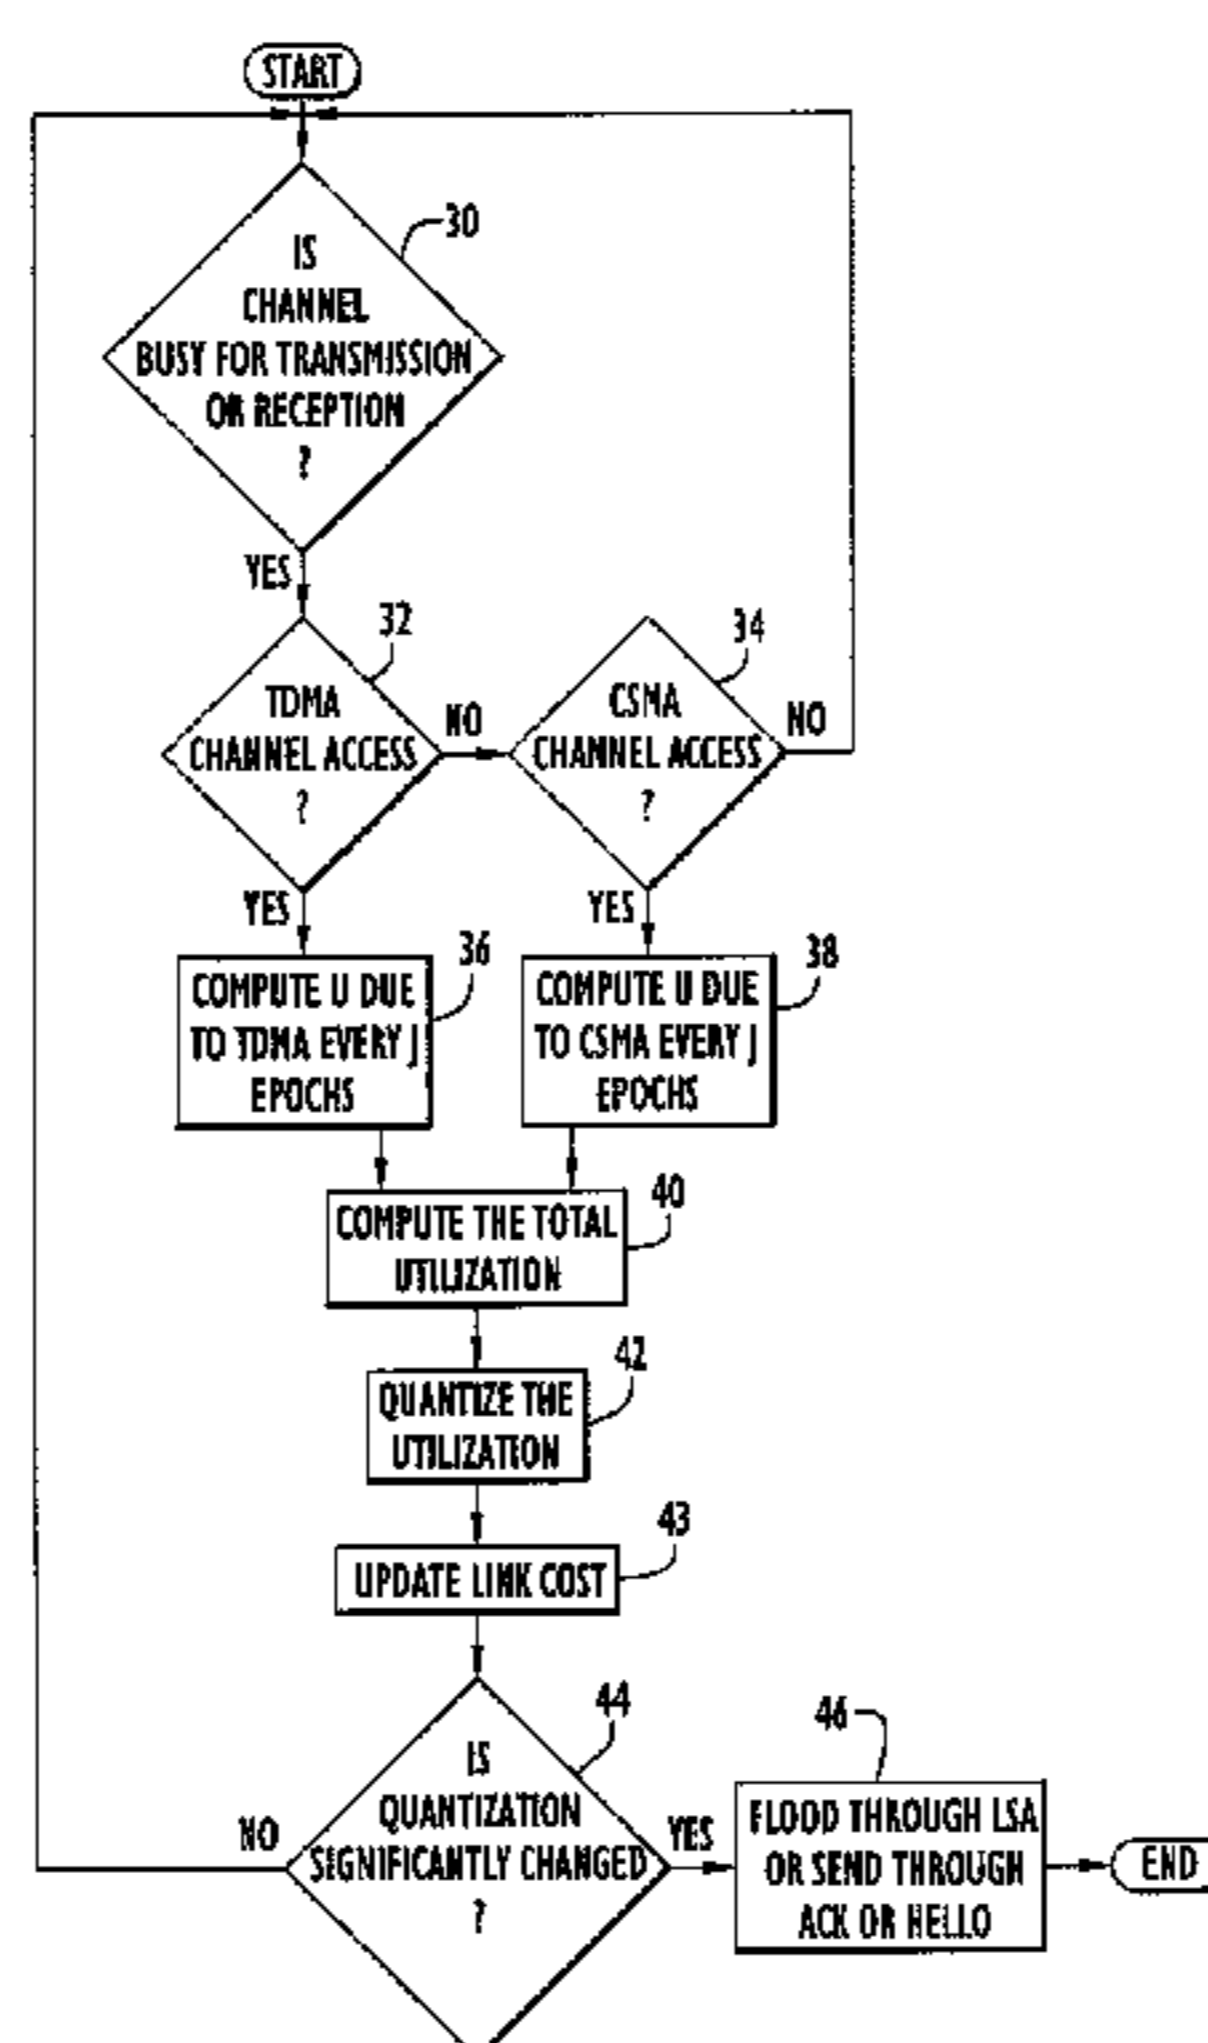 START
30
IS
CHANNEL
BUSY FOR TRANSMISSION
OR RECEPTION
?
YES
32
TDMA
CHANNEL ACCESS
?
NO
34
CSMA
CHANNEL ACCESS
?
NO
YES
YES
36
COMPUTE U DUE
TO TDMA EVERY J
EPOCHS
38
COMPUTE U DUE
TO CSMA EVERY J
EPOCHS
40
COMPUTE THE TOTAL
UTILIZATION
42
QUANTIZE THE
UTILIZATION
43
UPDATE LINK COST
44
IS
QUANTIZATION
SIGNIFICANTLY CHANGED
?
NO
YES
46
FLOOD THROUGH LSA
OR SEND THROUGH
ACK OR HELLO
END